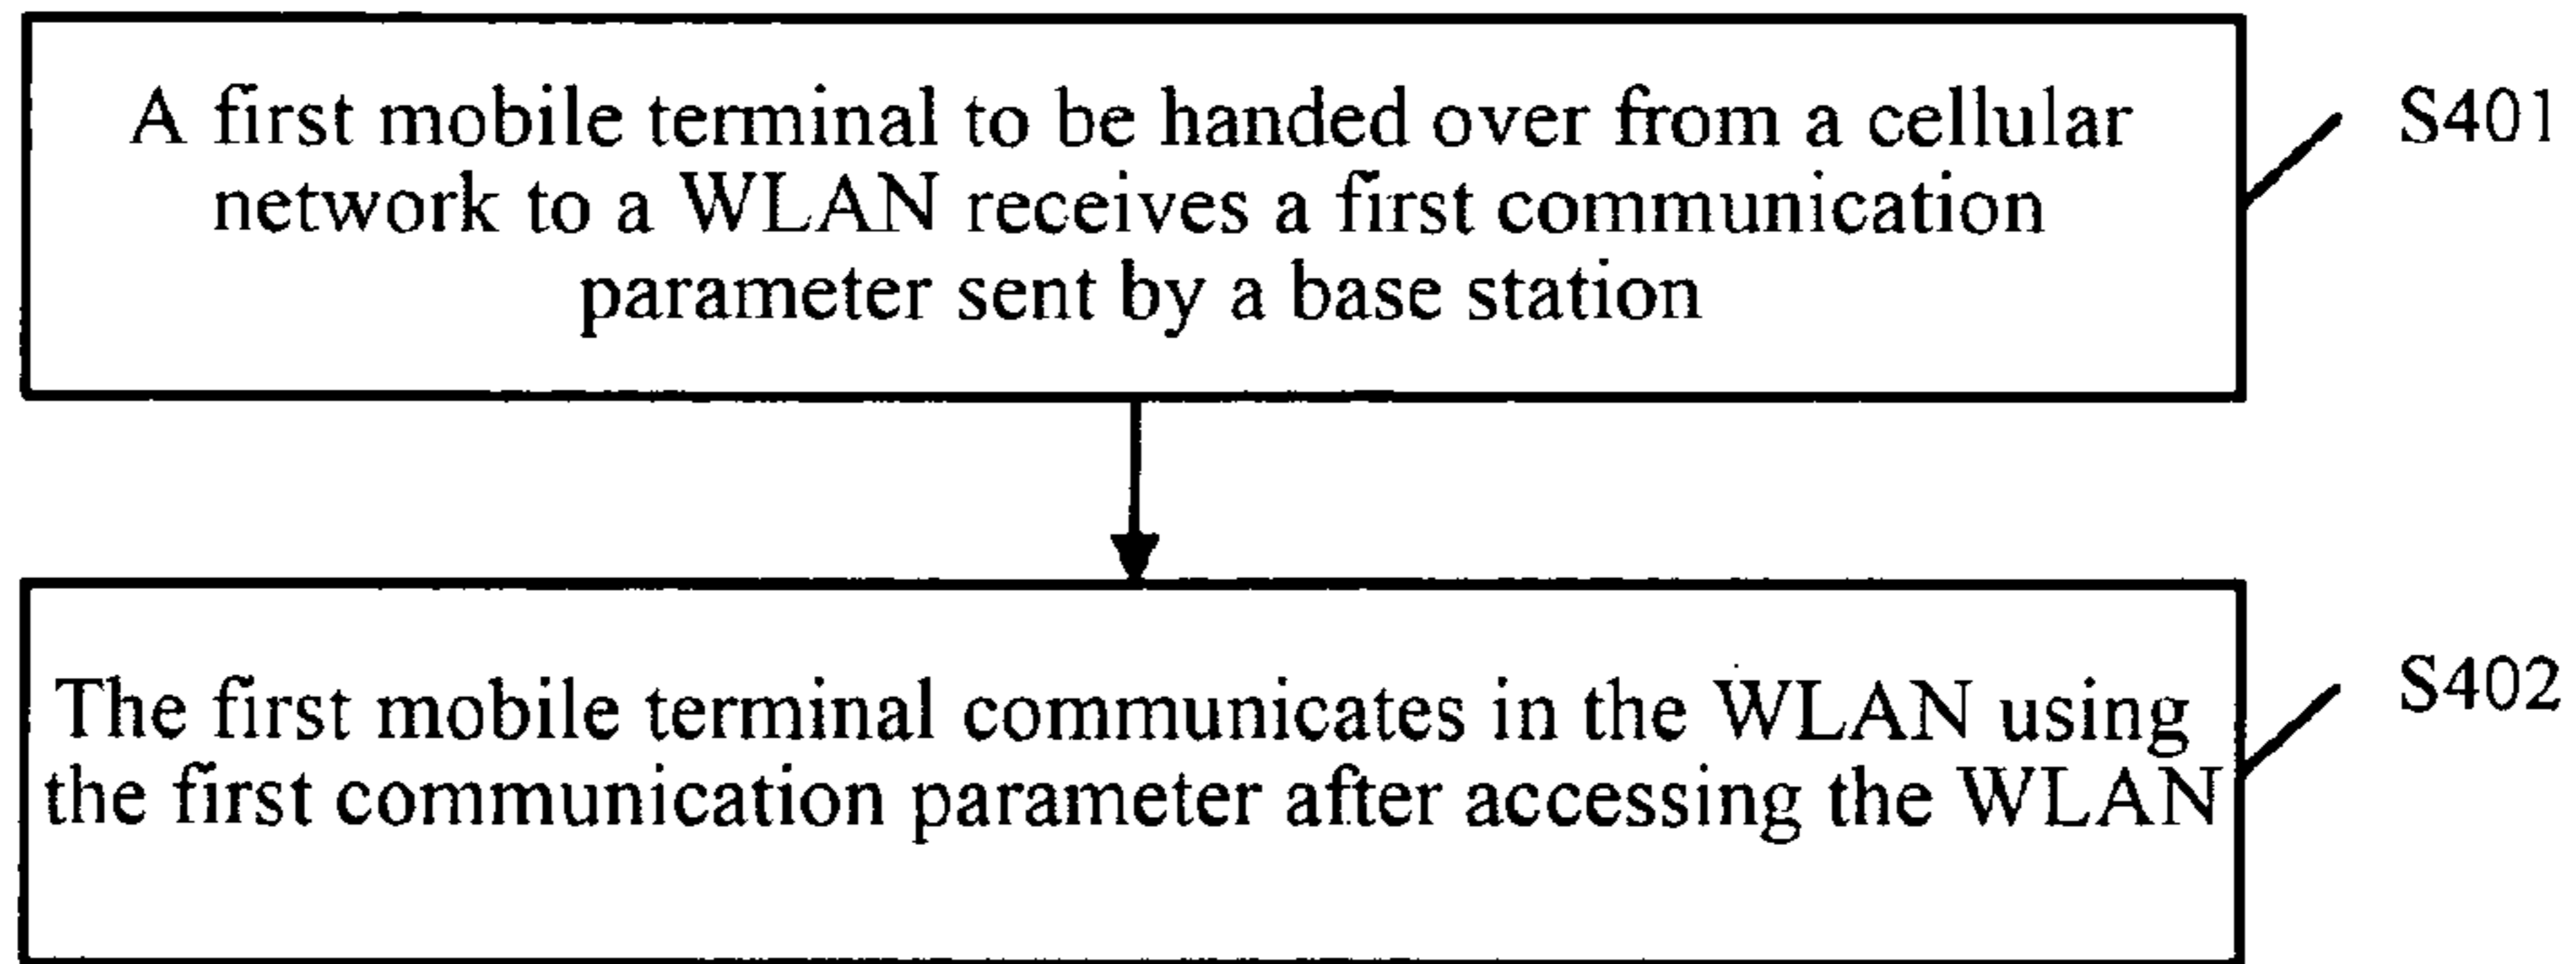 A first mobile terminal to be handed over from a cellular
network to a WLAN receives a first communication
parameter sent by a base station
S401
The first mobile terminal communicates in the WLAN using
the first communication parameter after accessing the WLAN
S402